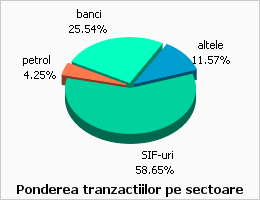 banci
25.54%
altele
11.57%
petrol
4.25%
SIF-uri
58.65%
Ponderea tranzactiilor pe sectoare